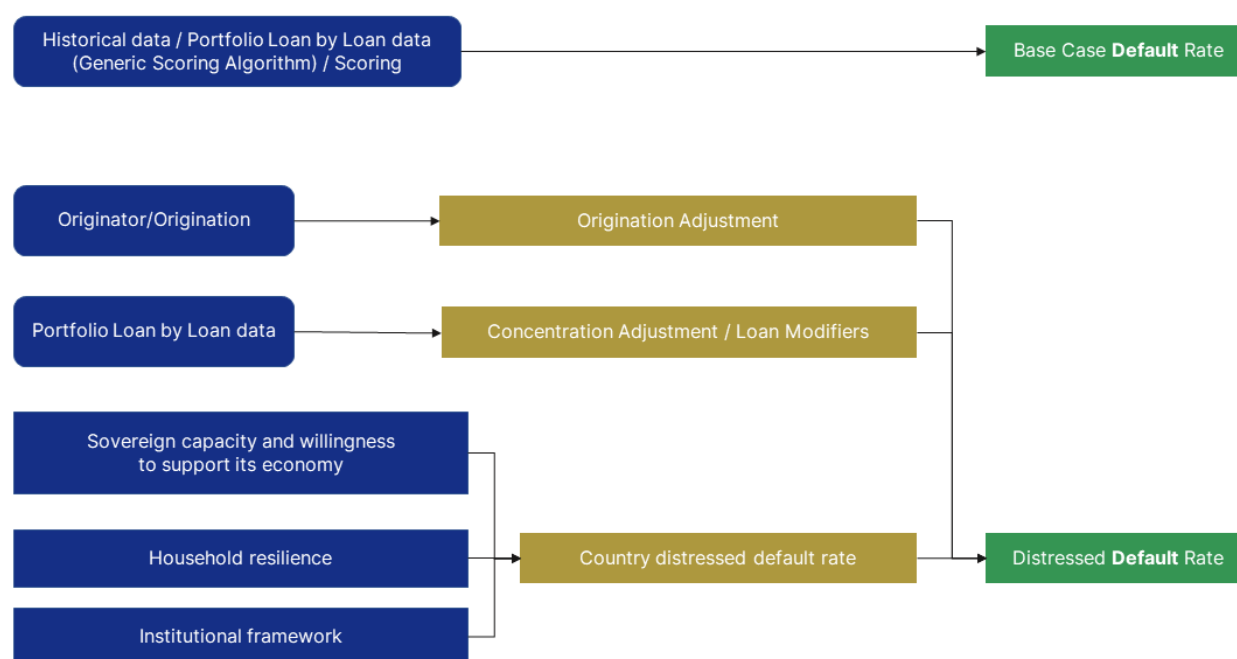 Historical data / Portfolio Loan by Loan data
(Generic Scoring Algorithm) / Scoring
Base Case Default Rate
Originator/Origination
Origination Adjustment
Portfolio Loan by Loan data
Concentration Adjustment / Loan Modifiers
Sovereign capacity and willingness
to support its economy
Household resilience
Country distressed default rate
Distressed Default Rate
Institutional framework